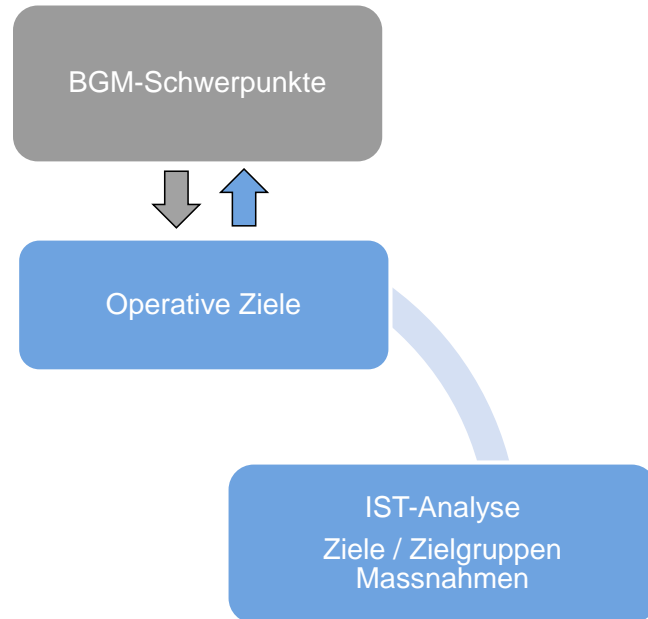 BGM-Schwerpunkte
Operative Ziele
IST-Analyse
Ziele / Zielgruppen
Massnahmen